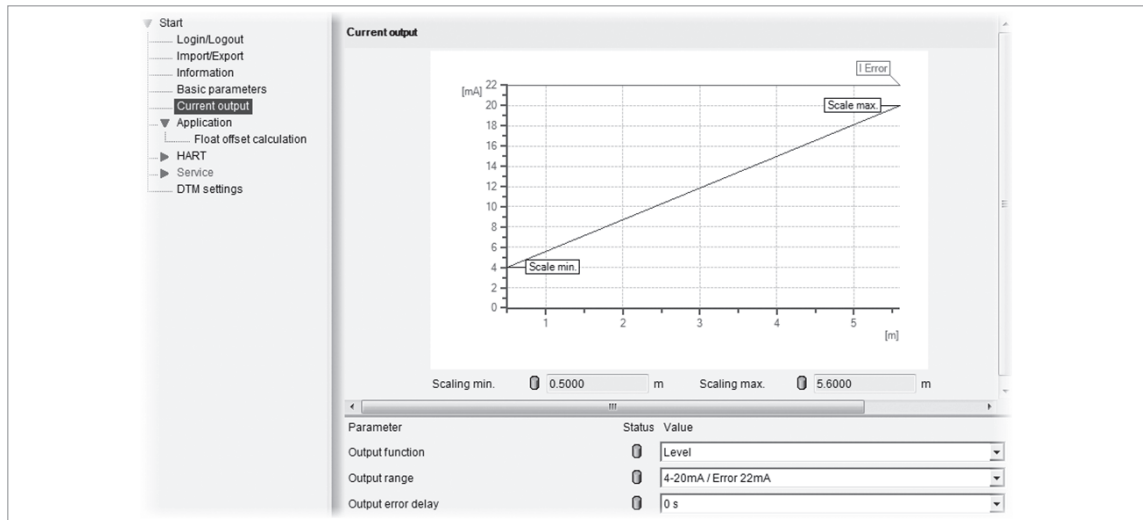 Start
Login/Logout
Import/Export
Information
Basic parameters
Current output
Application
Float offset calculation
HART
Service
DTM settings
Current output
I Error
[mA]
22
20
18
16
14
12
10
8
6
4
2
0
Scale max.
Scale min.
1 2 3 4 5
[m]
Scaling min. 0.5000 m Scaling max. 5.6000 m
Parameter Status Value
Output function Level
Output range 4-20mA / Error 22mA
Output error delay 0 s